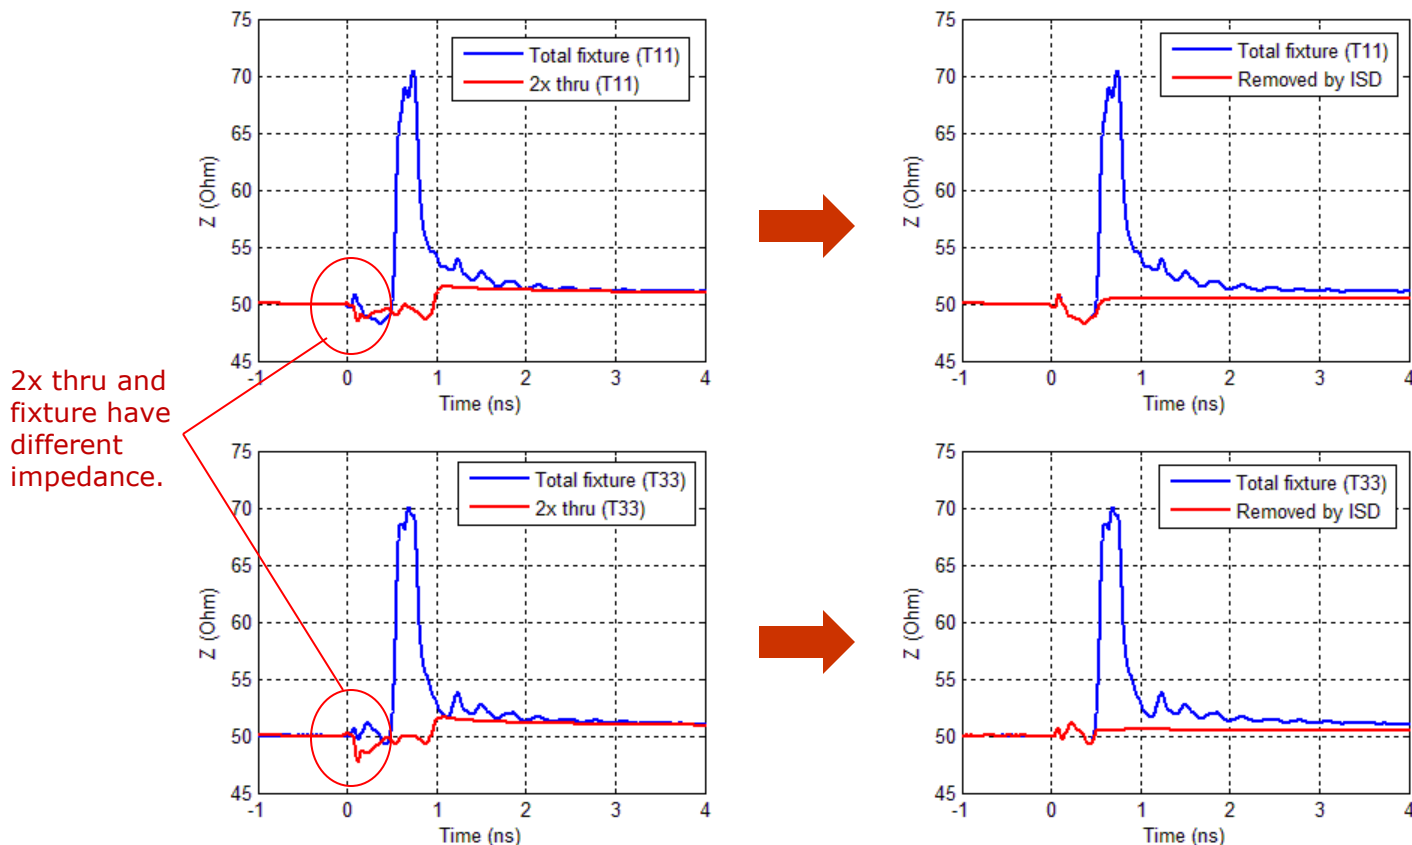 75
70
65
60
55
50
45
Z (Ohm)
-1
0
1
2
3
4
Time (ns)
Total fixture (T11)
2x thru (T11)
75
70
65
60
55
50
45
Z (Ohm)
-1
0
1
2
3
4
Time (ns)
Total fixture (T11)
Removed by ISD
2x thru and
fixture have
different
impedance.
75
70
65
60
55
50
45
Z (Ohm)
-1
0
1
2
3
4
Time (ns)
Total fixture (T33)
2x thru (T33)
75
70
65
60
55
50
45
Z (Ohm)
-1
0
1
2
3
4
Time (ns)
Total fixture (T33)
Removed by ISD